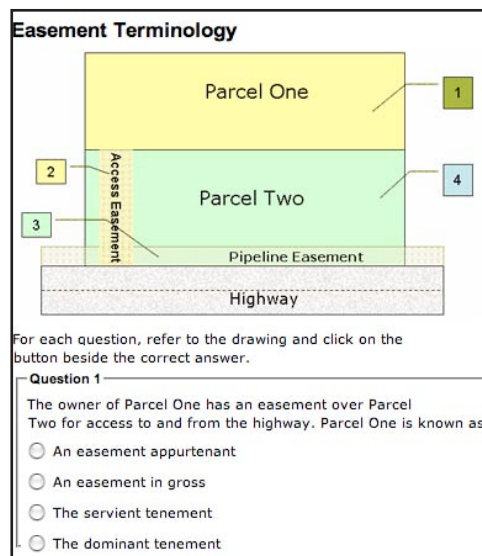 Easement Terminology
Parcel One
1
2
Access Easement
Parcel Two
4
3
Pipeline Easement
Highway
For each question, refer to the drawing and click on the
button beside the correct answer.
Question 1
The owner of Parcel One has an easement over Parcel
Two for access to and from the highway. Parcel One is known as
An easement appurtenant
An easement in gross
The servient tenement
The dominant tenement